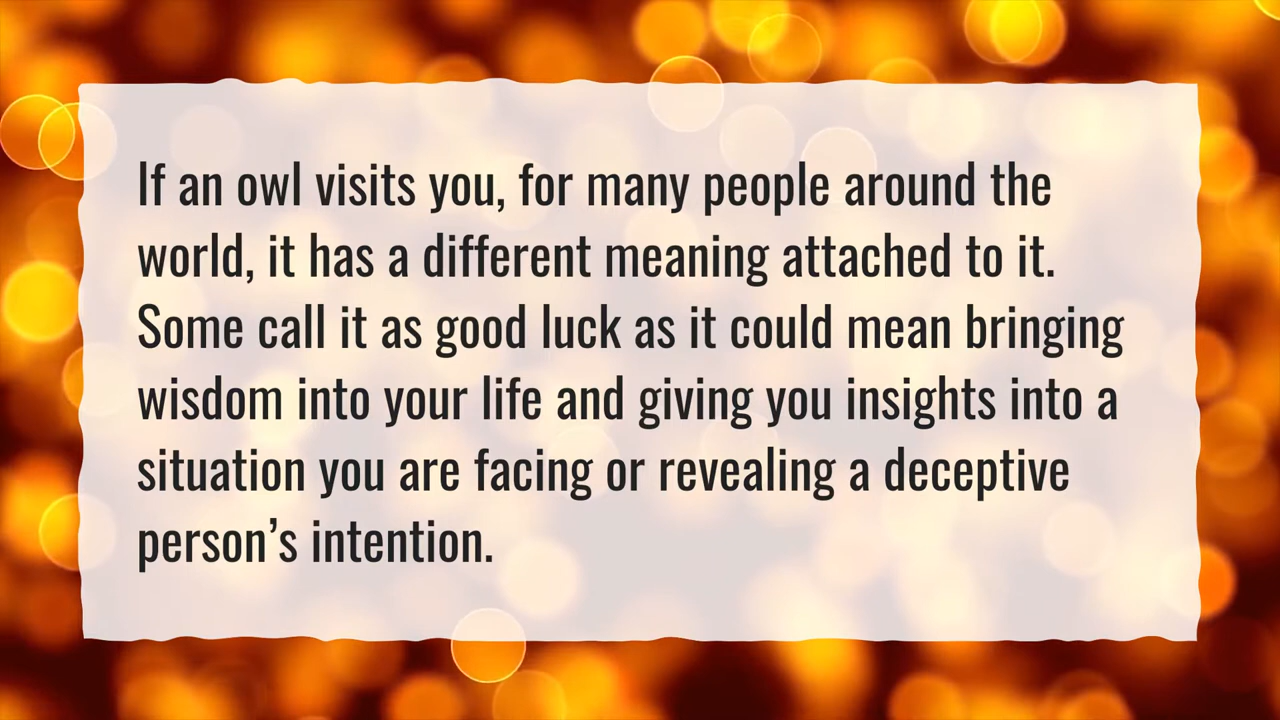 If an owl visits you, for many people around the
world, it has a different meaning attached to it.
Some call it as good luck as it could mean bringing
wisdom into your life and giving you insights into a
situation you are facing or revealing a deceptive
person’s intention.